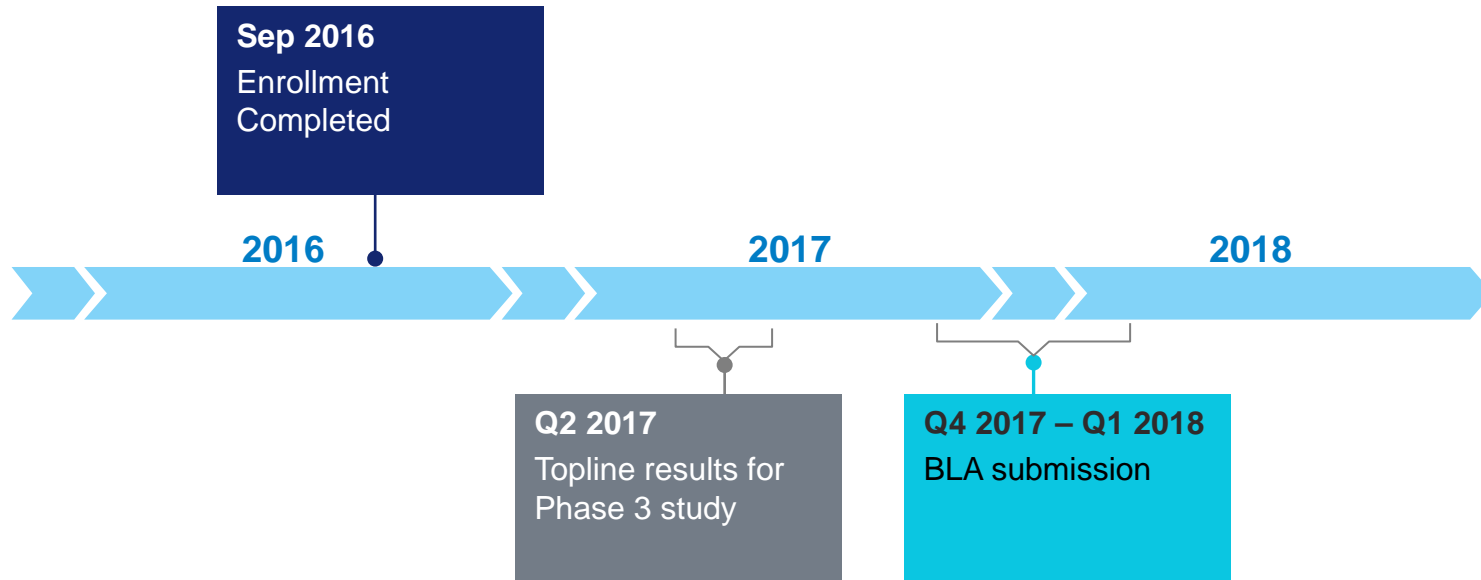 Sep 2016
Enrollment
Completed
2016
2017
2018
Q2 2017
Topline results for
Phase 3 study
Q4 2017 – Q1 2018
BLA submission